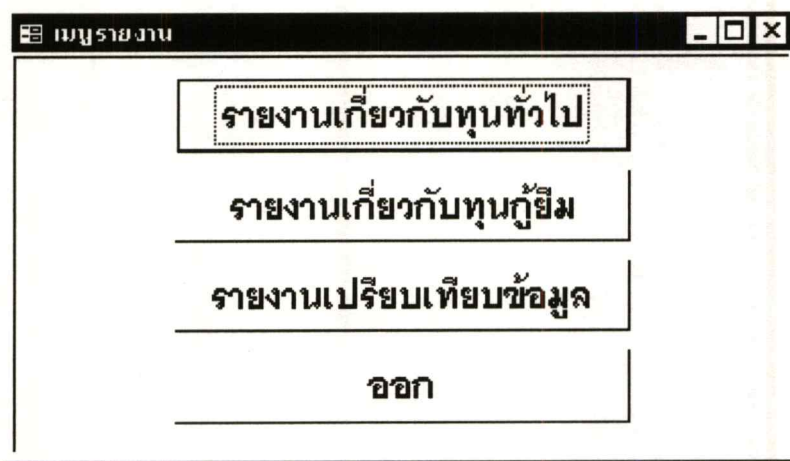 เมนูรายงาน
รายงานเกี่ยวกับทุนทั่วไป
รายงานเกี่ยวกับทุนกู้ยืม
รายงานเปรียบเทียบข้อมูล
ออก